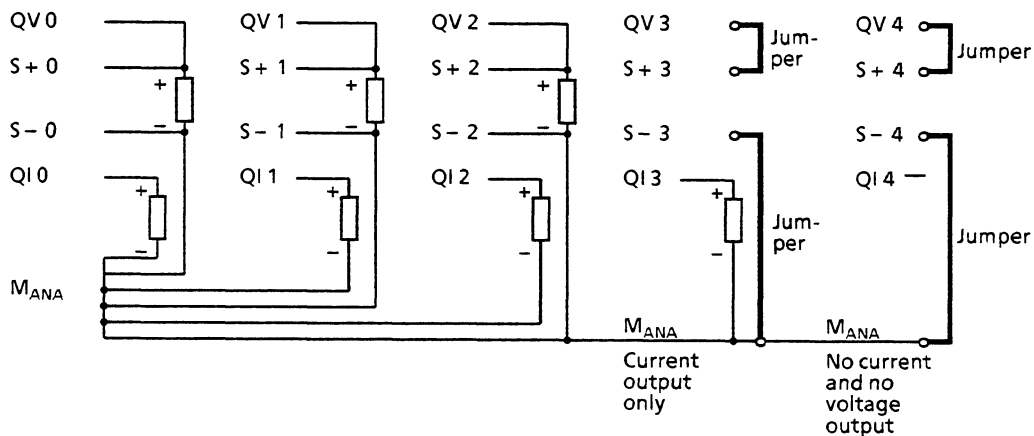 QV 0 QV 1 QV 2 QV 3 QV 4
Jum-
per
Jumper
S + 0 S + 1 S + 2 S + 3 S + 4
+ + +
– – –
S – 0 S – 1 S – 2 S – 3 S – 4
QI 0 QI 1 QI 2 QI 3 QI 4
+ + + +
– – – –
Jum-
per
Jumper
MANA
MANA MANA
Current
output
only
No current
and no
voltage
output